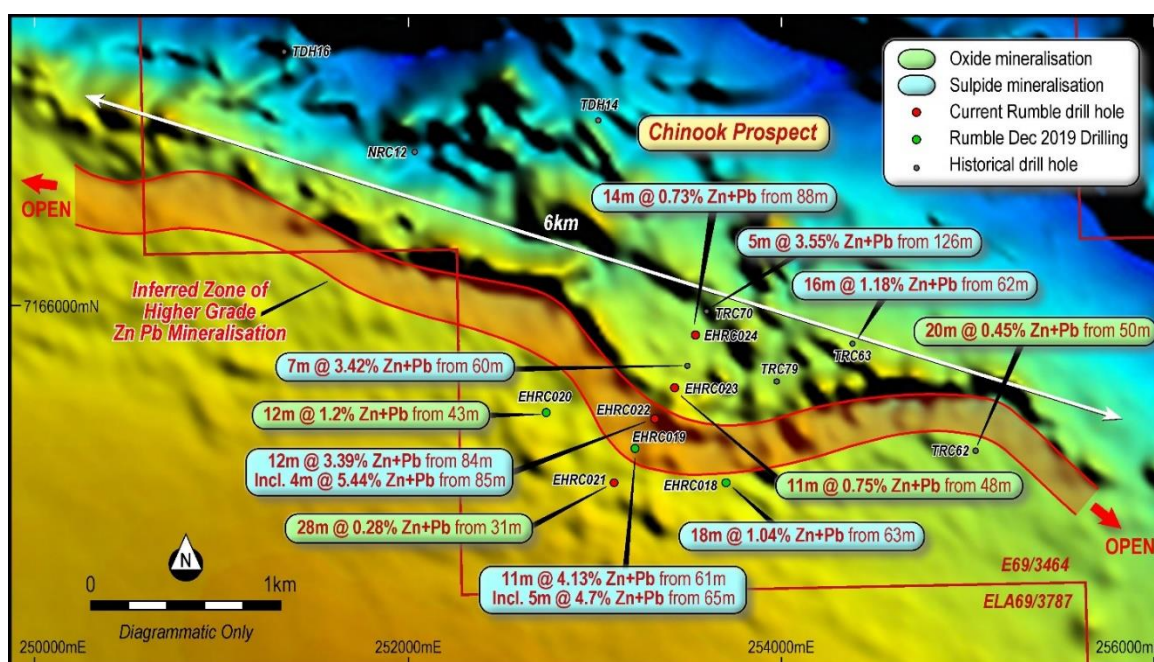 TDH16
TDH14
NRC12
Chinook Prospect
Oxide mineralisation
Sulpide mineralisation
Current Rumble drill hole
Rumble Dec 2019 Drilling
Historical drill hole
OPEN
6km
14m @ 0.73% Zn+Pb from 88m
5m @ 3.55% Zn+Pb from 126m
16m @ 1.18% Zn+Pb from 62m
20m @ 0.45% Zn+Pb from 50m
7166000mN
Inferred Zone of
Higher Grade
Zn Pb Mineralisation
TRC70
EHRC024
TRC63
TRC79
7m @ 3.42% Zn+Pb from 60m
EHRC023
EHRC020
12m @ 1.2% Zn+Pb from 43m
EHRC022
EHRC019
TRC62
12m @ 3.39% Zn+Pb from 84m
Incl. 4m @ 5.44% Zn+Pb from 85m
EHRC021
EHRC018
11m @ 0.75% Zn+Pb from 48m
28m @ 0.28% Zn+Pb from 31m
18m @ 1.04% Zn+Pb from 63m
OPEN
11m @ 4.13% Zn+Pb from 61m
Incl. 5m @ 4.7% Zn+Pb from 65m
E69/3464
ELA69/3787
N
0 1km
Diagrammatic Only
250000mE 252000mE 254000mE 256000mE